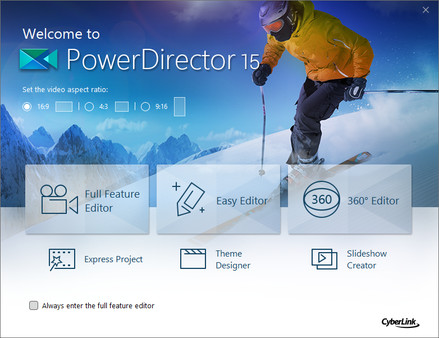 Welcome to
PowerDirector 15
Set the video aspect ratio:
16:9 4:3 9:16
Full Feature
Editor
Easy Editor
360
360° Editor
Express Project
Theme
Designer
Slideshow
Creator
Always enter the full feature editor
CyberLink